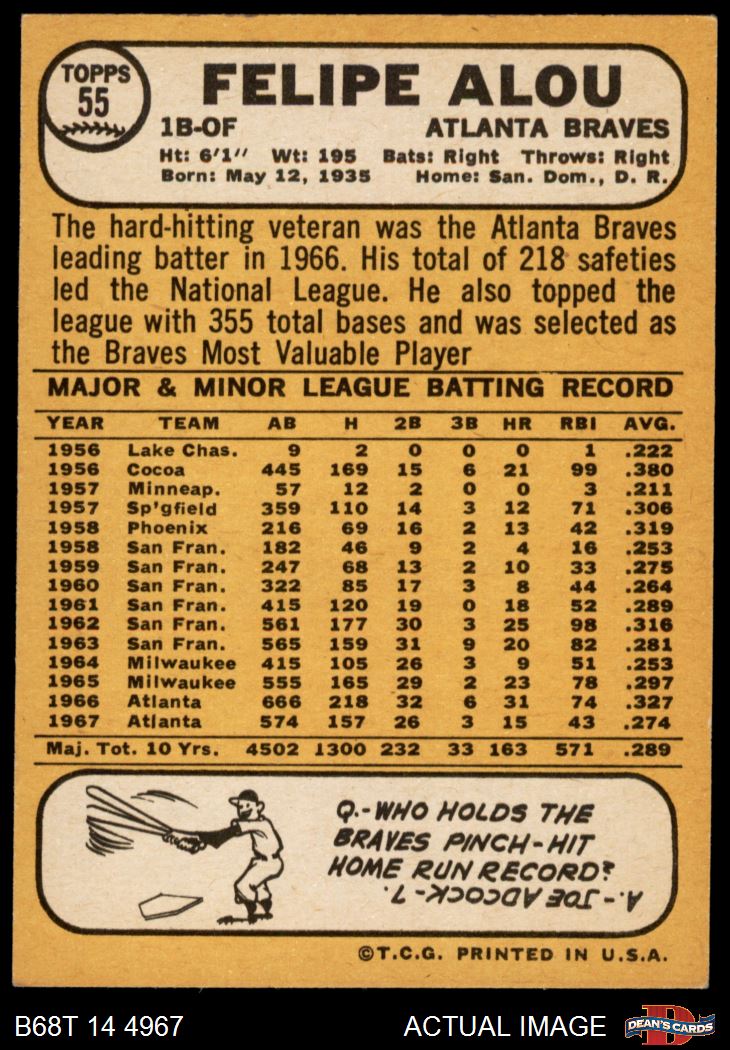 TOPPS
55
FELIPE ALOU
1B-OF ATLANTA BRAVES
Ht: 6'1" Wt: 195 Bats: Right Throws: Right
Born: May 12, 1935 Home: San. Dom., D. R.
The hard-hitting veteran was the Atlanta Braves
leading batter in 1966. His total of 218 safeties
led the National League. He also topped the
league with 355 total bases and was selected as
the Braves Most Valuable Player
MAJOR & MINOR LEAGUE BATTING RECORD
YEAR TEAM AB H 2B 3B HR RBI AVG.
1956 Lake Chas. 9 2 0 0 0 1 .222
1956 Cocoa 445 169 15 6 21 99 .380
1957 Minneap. 57 12 2 0 0 3 .211
1957 Sp'gfield 359 110 14 3 12 71 .306
1958 Phoenix 216 69 16 2 13 42 .319
1958 San Fran. 182 46 9 2 4 16 .253
1959 San Fran. 247 68 13 2 10 33 .275
1960 San Fran. 322 85 17 3 8 44 .264
1961 San Fran. 415 120 19 0 18 52 .289
1962 San Fran. 561 177 30 3 25 98 .316
1963 San Fran. 565 159 31 9 20 82 .281
1964 Milwaukee 415 105 26 3 9 51 .253
1965 Milwaukee 555 165 29 2 23 78 .297
1966 Atlanta 666 218 32 6 31 74 .327
1967 Atlanta 574 157 26 3 15 43 .274
Maj. Tot. 10 Yrs. 4502 1300 232 33 163 571 .289
Q.-WHO HOLDS THE
BRAVES PINCH-HIT
HOME RUN RECORD?
A.-JOE ADCOCK-7.
©T.C.G. PRINTED IN U.S.A.
B68T 14 4967 ACTUAL IMAGE
D
DEAN'S CARDS